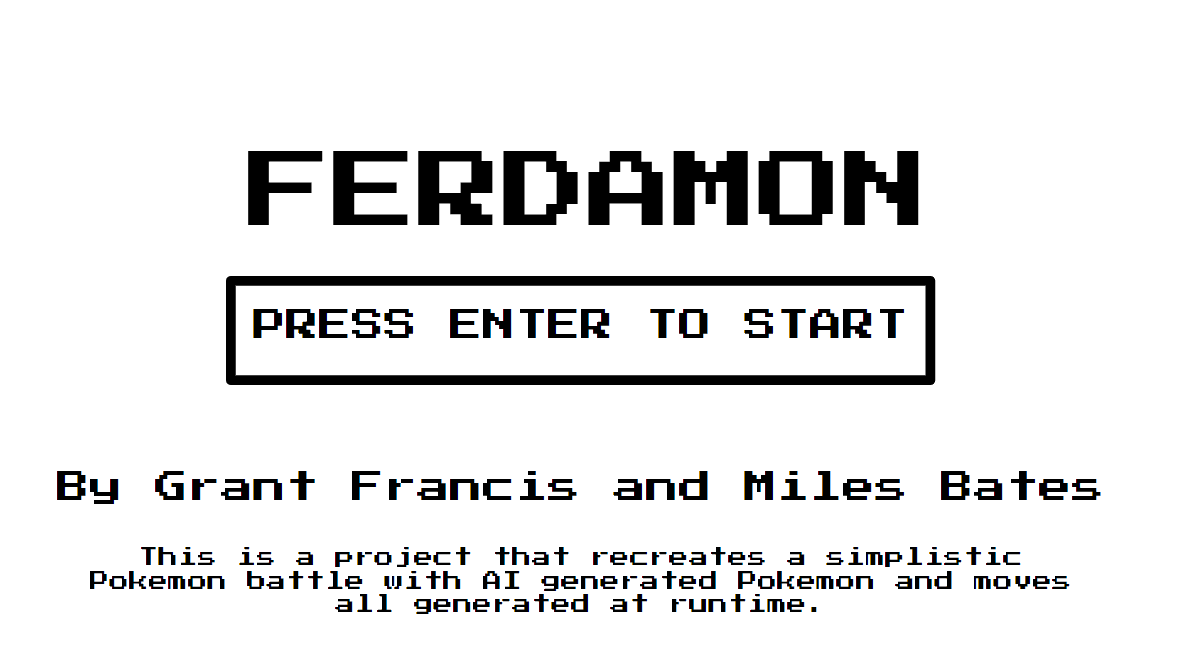 FERDAMON
PRESS ENTER TO START
By Grant Francis and Miles Bates
This is a project that recreates a simplistic
Pokemon battle with AI generated Pokemon and moves
all generated at runtime.